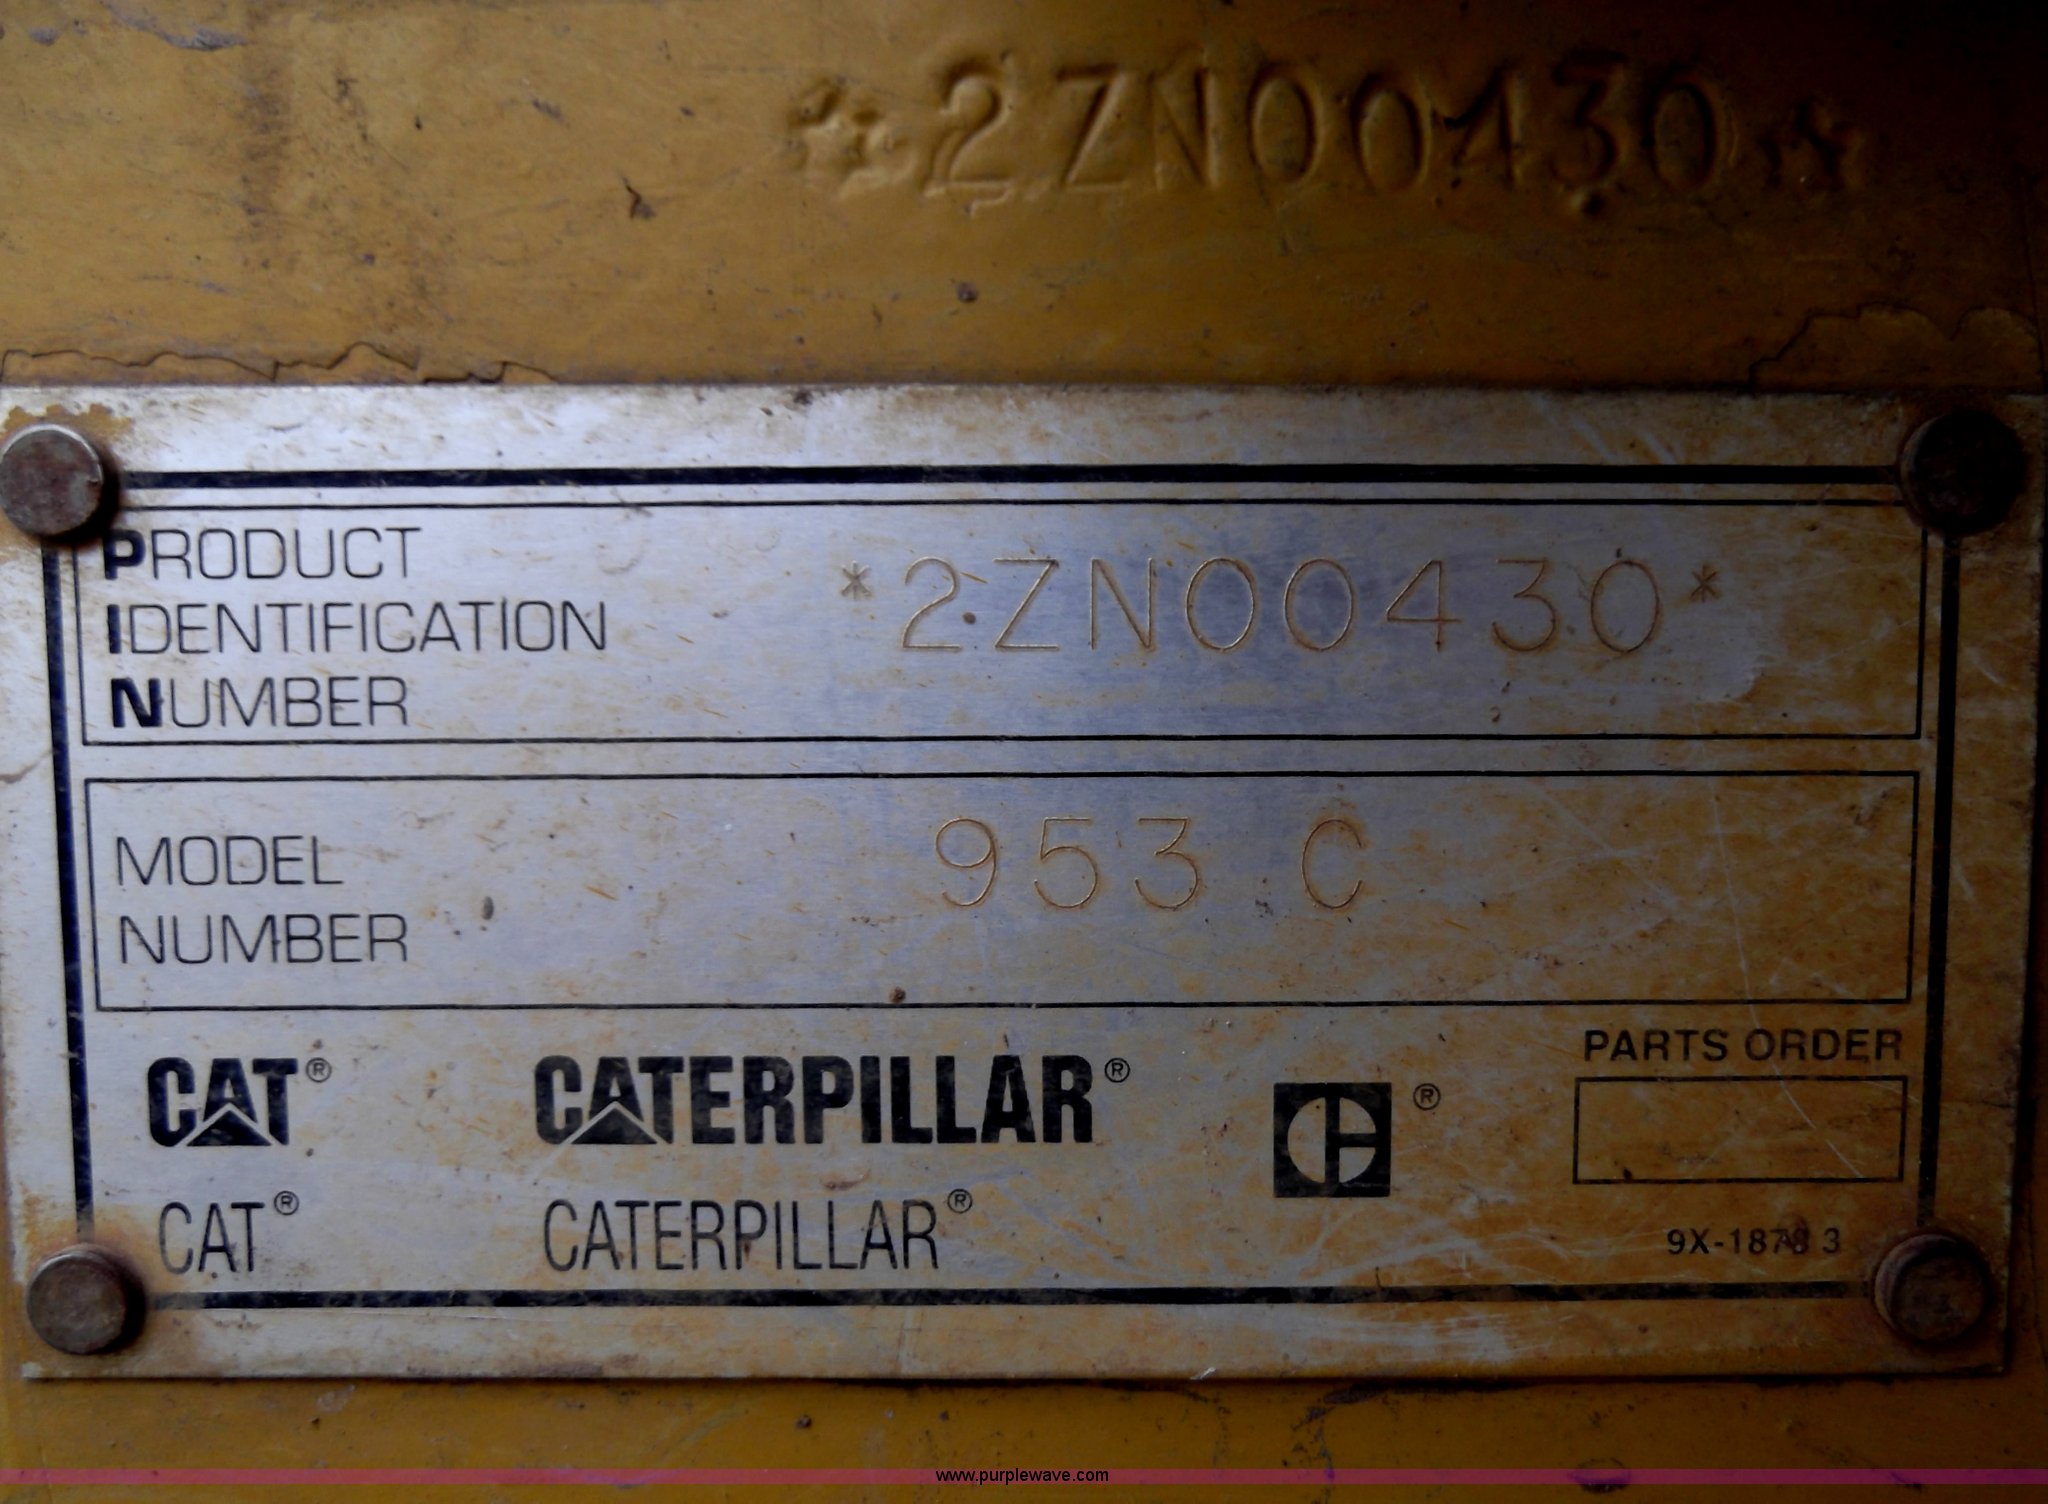 *2ZN00430*
PRODUCT
IDENTIFICATION
NUMBER
*2ZN00430*
MODEL
NUMBER
953 C
CAT® CATERPILLAR® ®
PARTS ORDER
CAT® CATERPILLAR®
9X-1878 3
www.purplewave.com